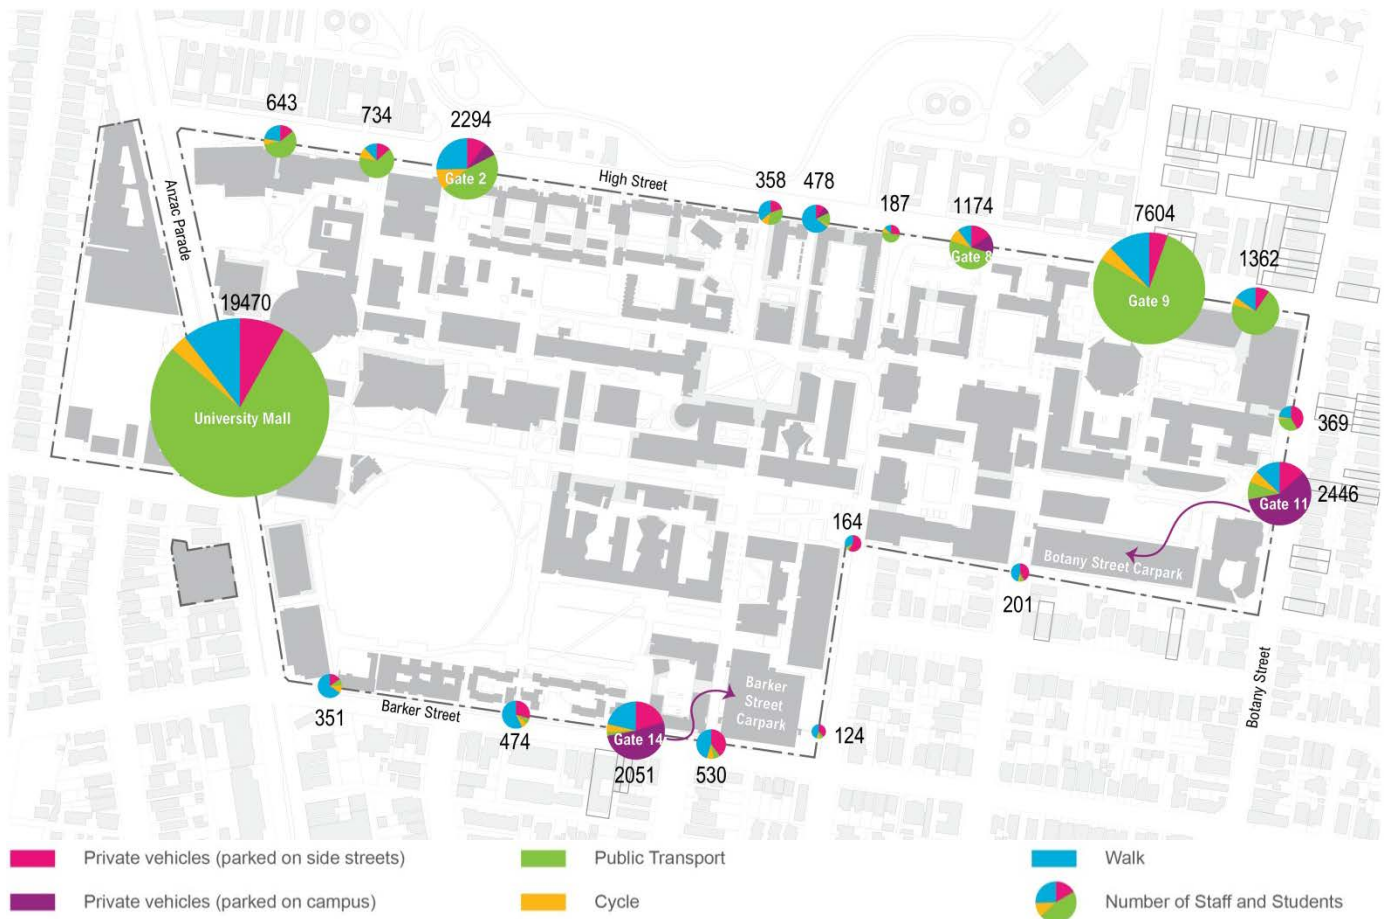 643
734
2294
Gate 2
High Street
358
478
187
1174
Gate 8
7604
Gate 9
1362
Anzac Parade
19470
University Mall
369
Gate 11
2446
164
Botany Street Carpark
201
Botany Street
351
Barker Street
474
Gate 14
2051
530
Barker
Street
Carpark
124
Private vehicles (parked on side streets)
Public Transport
Walk
Private vehicles (parked on campus)
Cycle
Number of Staff and Students